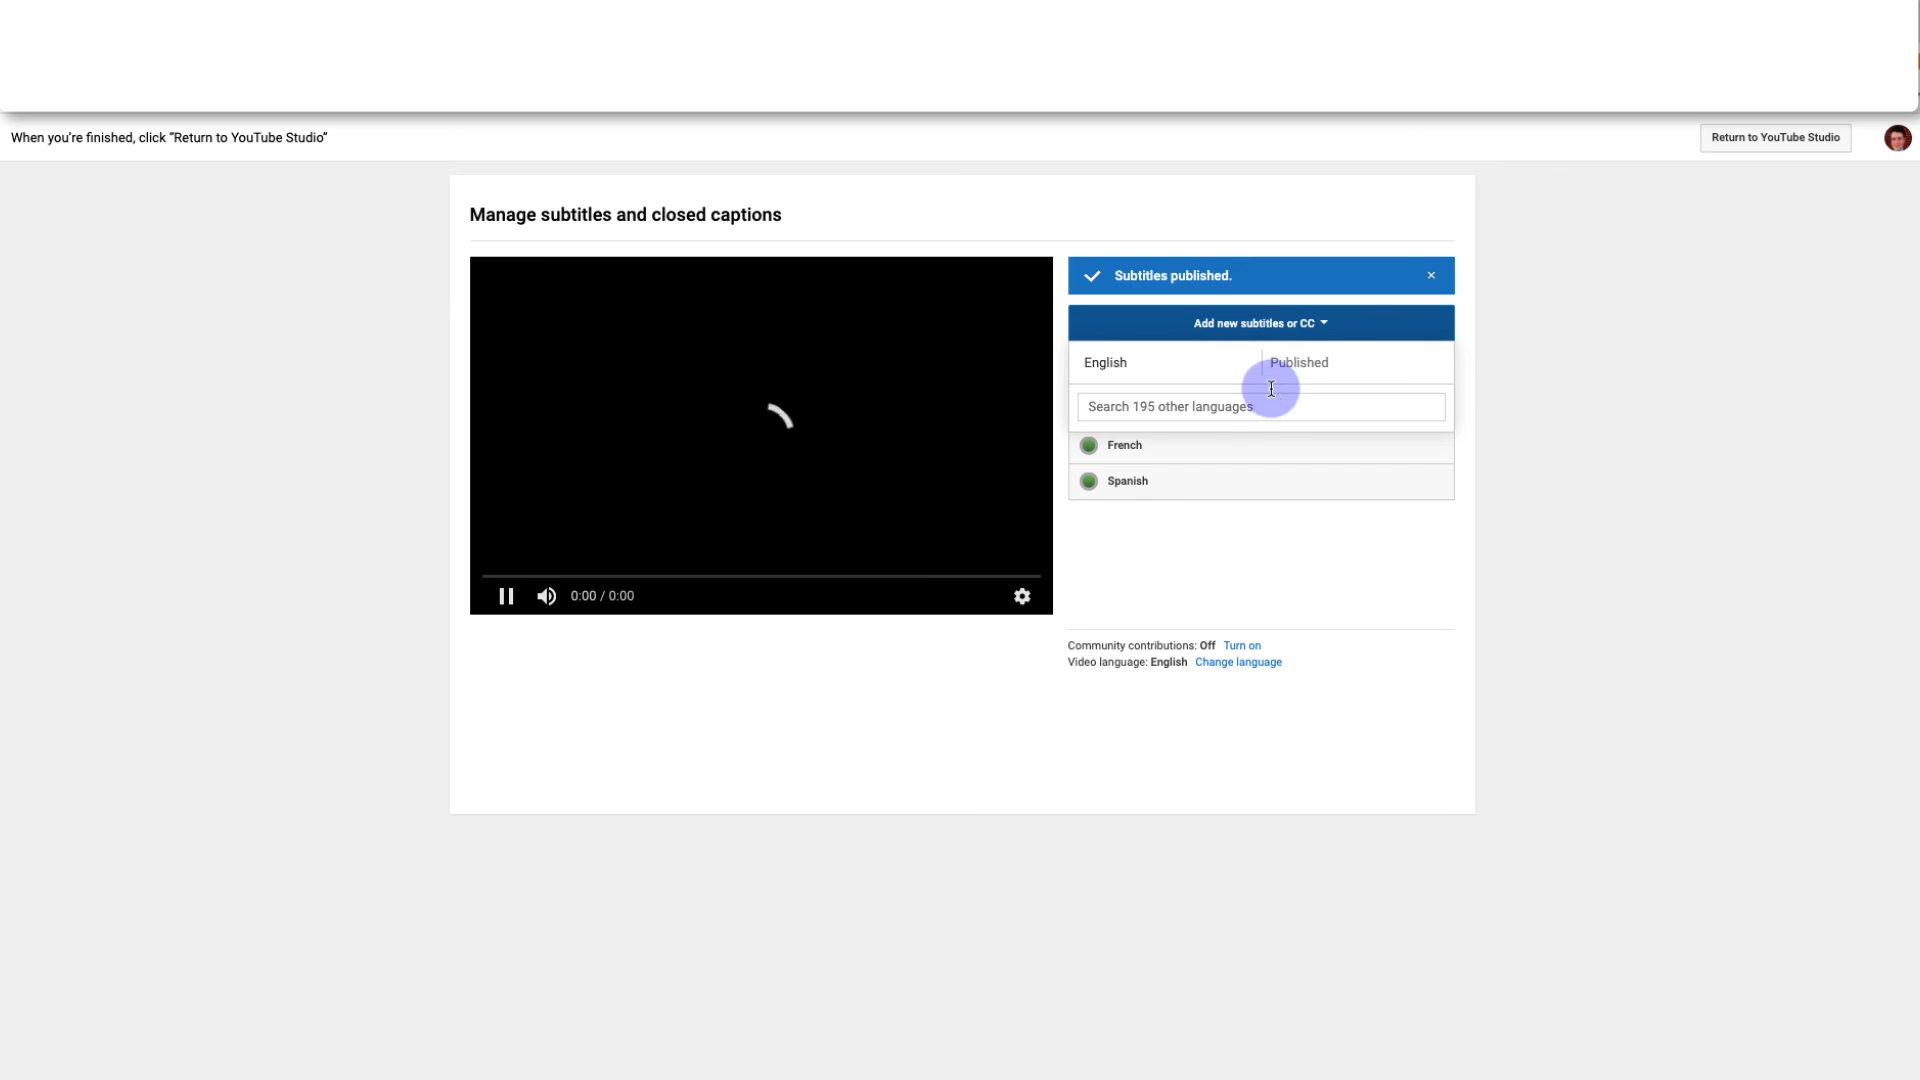 When you're finished, click “Return to YouTube Studio”
Return to YouTube Studio
Manage subtitles and closed captions
Subtitles published.
Add new subtitles or CC
English
Published
Search 195 other languages
French
Spanish
0:00 / 0:00
Community contributions: Off Turn on
Video language: English Change language